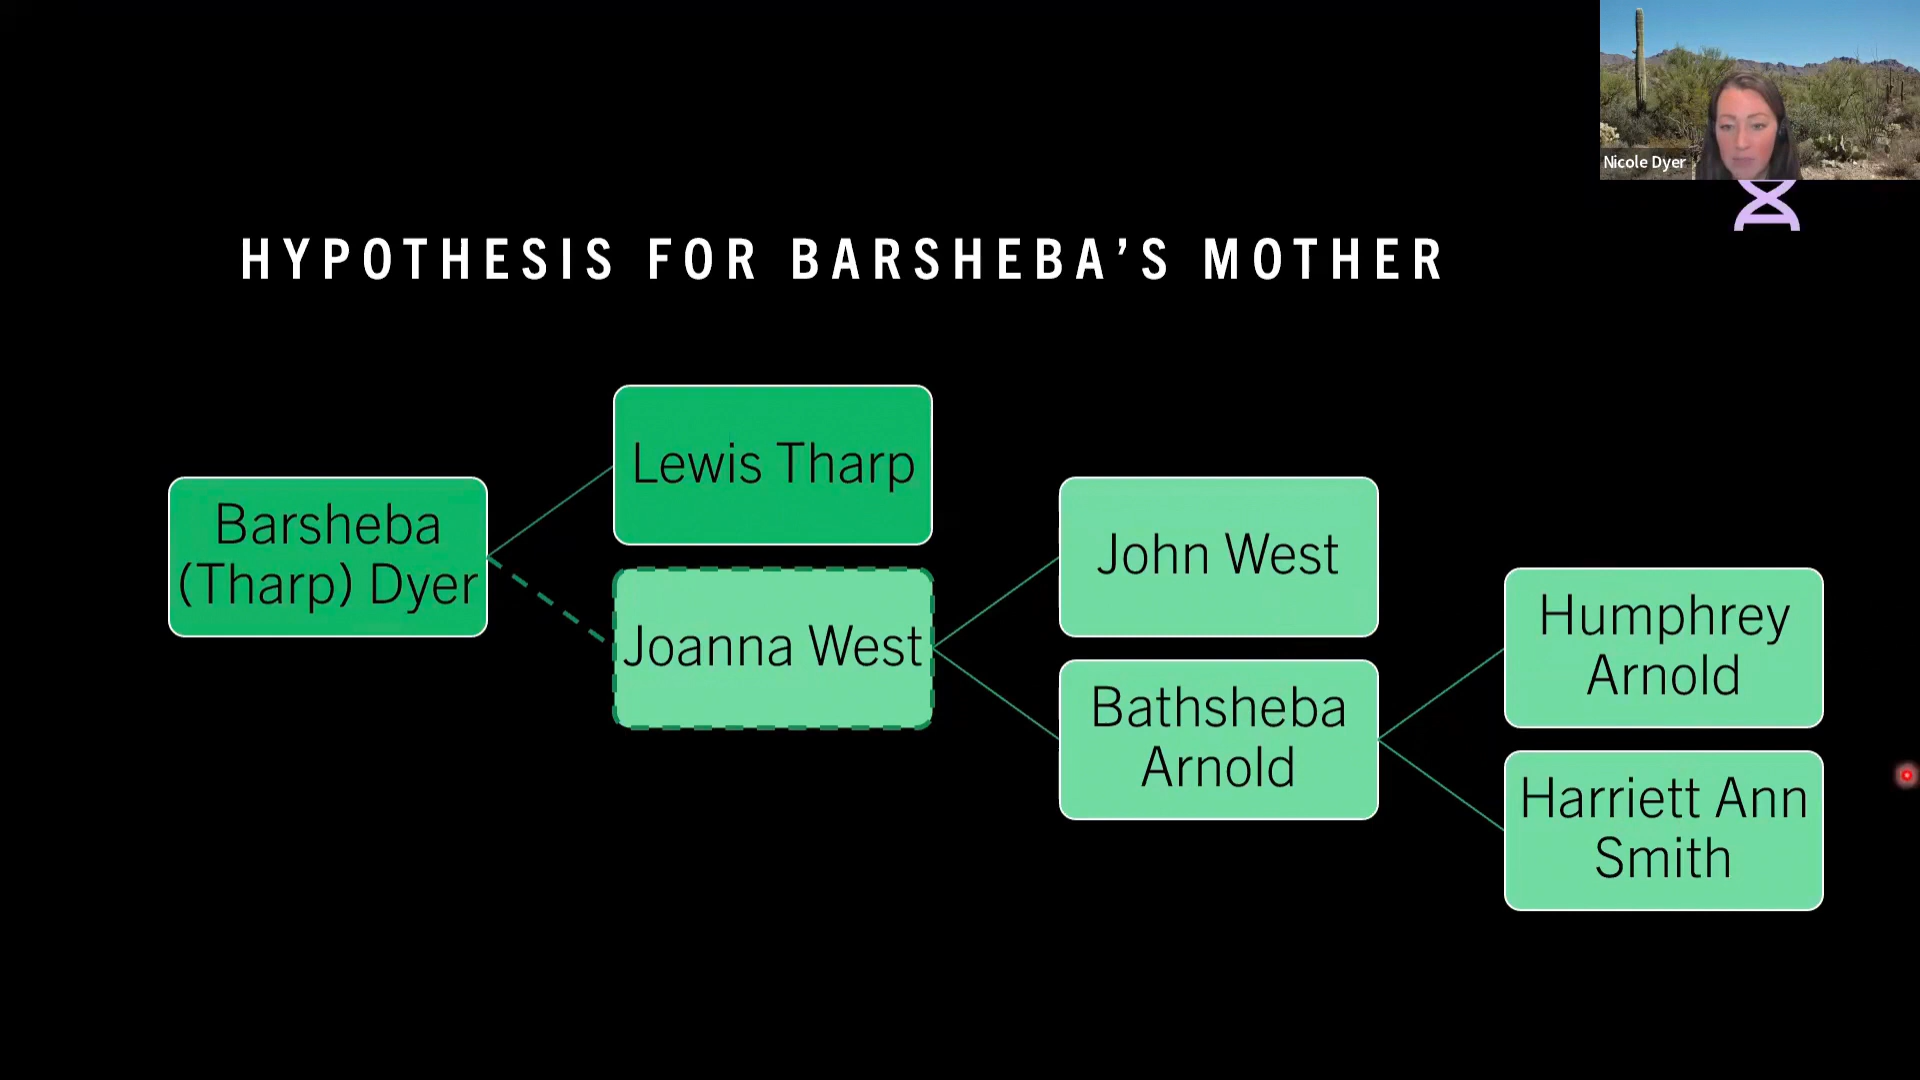 Nicole Dyer
HYPOTHESIS FOR BARSHEBA’S MOTHER
Lewis Tharp
Barsheba
(Tharp) Dyer
Joanna West
John West
Bathsheba
Arnold
Humphrey
Arnold
Harriett Ann
Smith